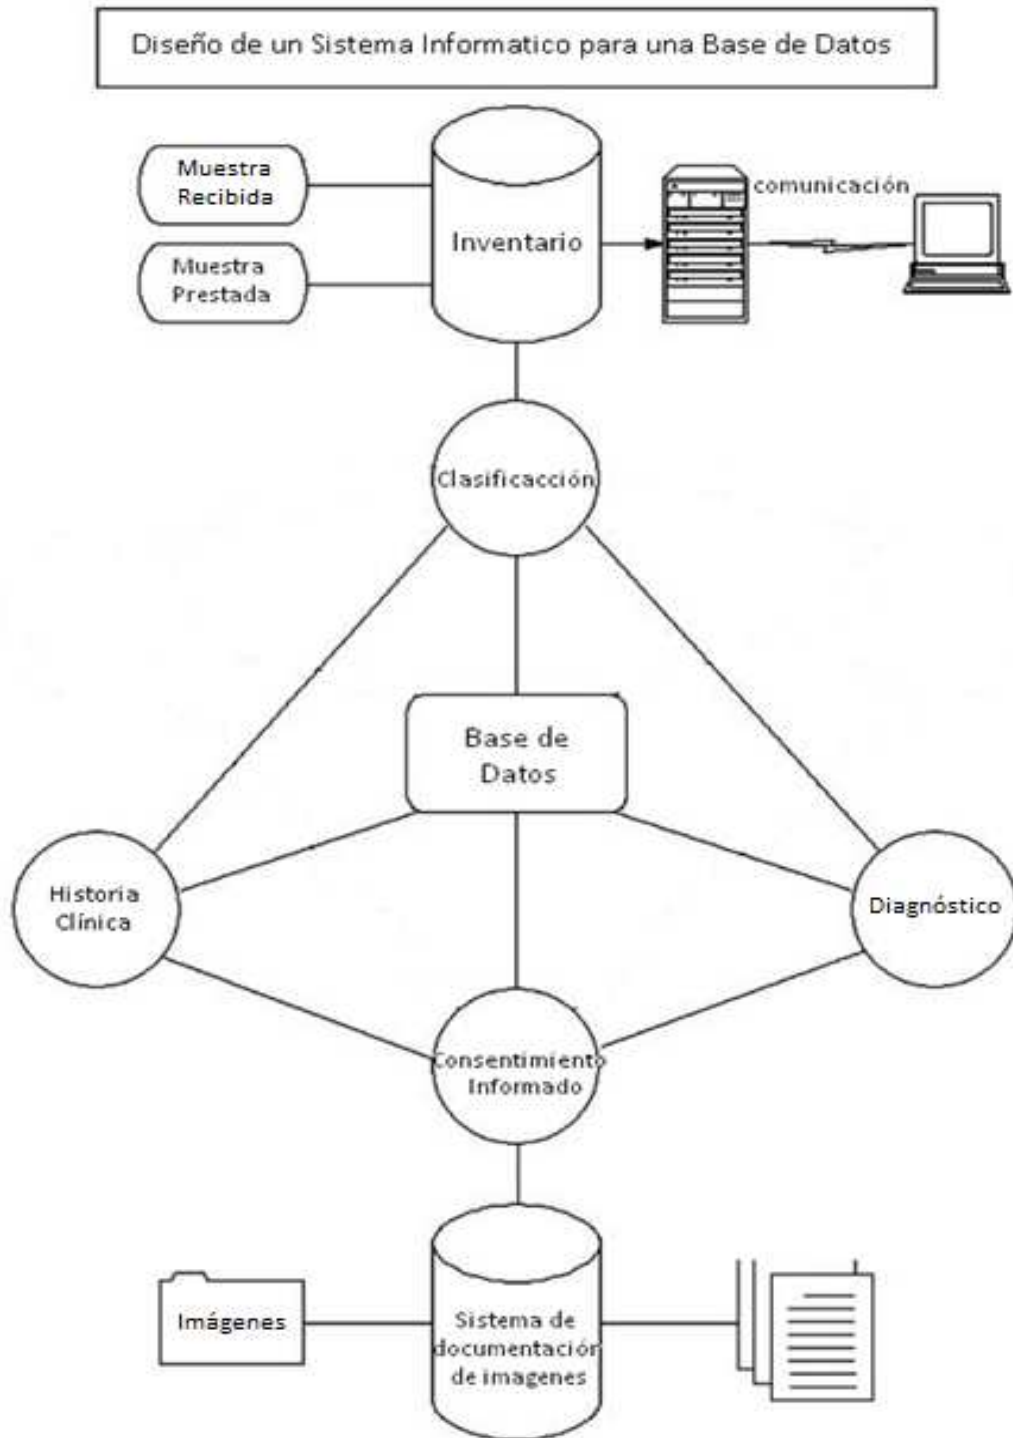 Diseño de un Sistema Informatico para una Base de Datos
Muestra
Recibida
Inventario
comunicación
Muestra
Prestada
Clasificacción
Base de
Datos
Historia
Clínica
Diagnóstico
Consentimiento
Informado
Imágenes
Sistema de
documentación
de imagenes